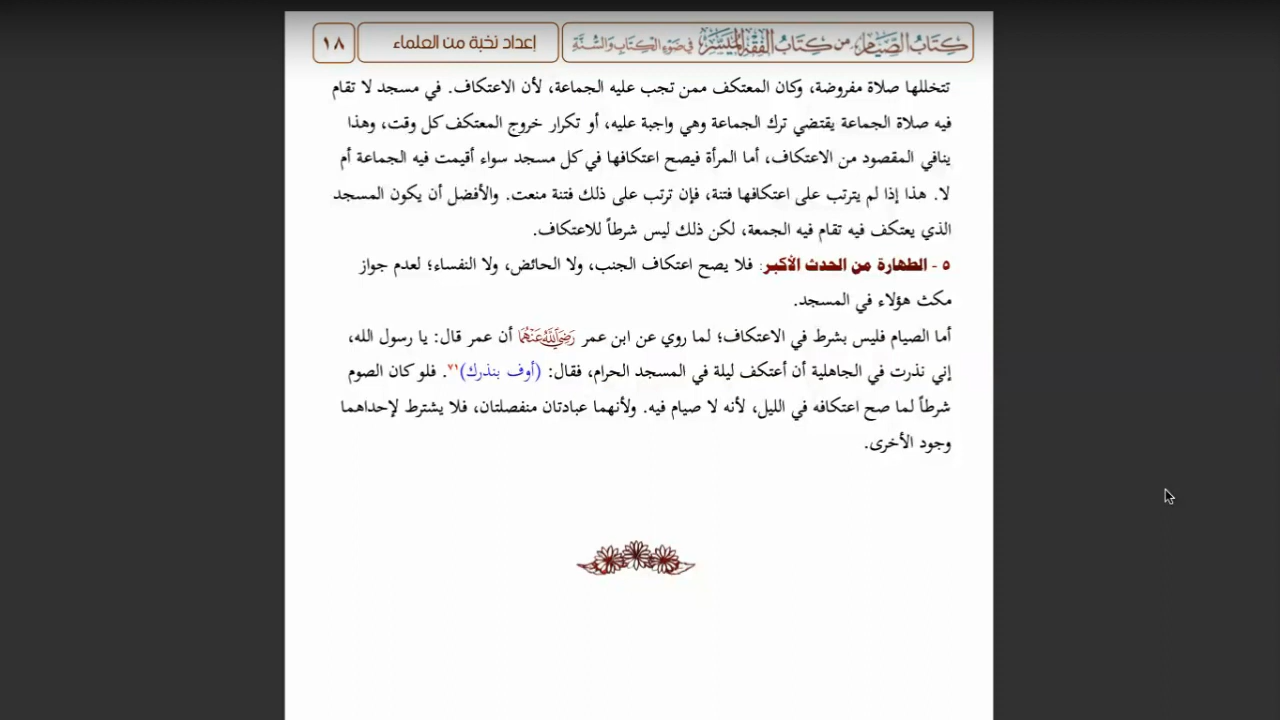 كتاب الصيام من كتاب الفقه الميسر في ضوء الكتاب والسنة
إعداد نخبة من العلماء
١٨
تتخللها صلاة مفروضة، وكان المعتكف ممن تجب عليه الجماعة، لأن الاعتكاف. في مسجد لا تقام
فيه صلاة الجماعة يقتضي ترك الجماعة وهي واجبة عليه، أو تكرار خروج المعتكف كل وقت، وهذا
ينافي المقصود من الاعتكاف، أما المرأة فيصح اعتكافها في كل مسجد سواء أقيمت فيه الجماعة أم
لا. هذا إذا لم يترتب على اعتكافها فتنة، فإن ترتب على ذلك فتنة منعت. والأفضل أن يكون المسجد
الذي يعتكف فيه تقام فيه الجمعة، لكن ذلك ليس شرطاً للاعتكاف.
٥ - الطهارة من الحدث الأكبر: فلا يصح اعتكاف الجنب، ولا الحائض، ولا النفساء؛ لعدم جواز
مكث هؤلاء في المسجد.
أما الصيام فليس بشرط في الاعتكاف؛ لما روي عن ابن عمر رَضِيَ اللَّهُ عَنْهُمَا أن عمر قال: يا رسول الله،
إني نذرت في الجاهلية أن أعتكف ليلة في المسجد الحرام، فقال: (أوف بنذرك)٧١. فلو كان الصوم
شرطاً لما صح اعتكافه في الليل، لأنه لا صيام فيه. ولأنهما عبادتان منفصلتان، فلا يشترط لإحداهما
وجود الأخرى.